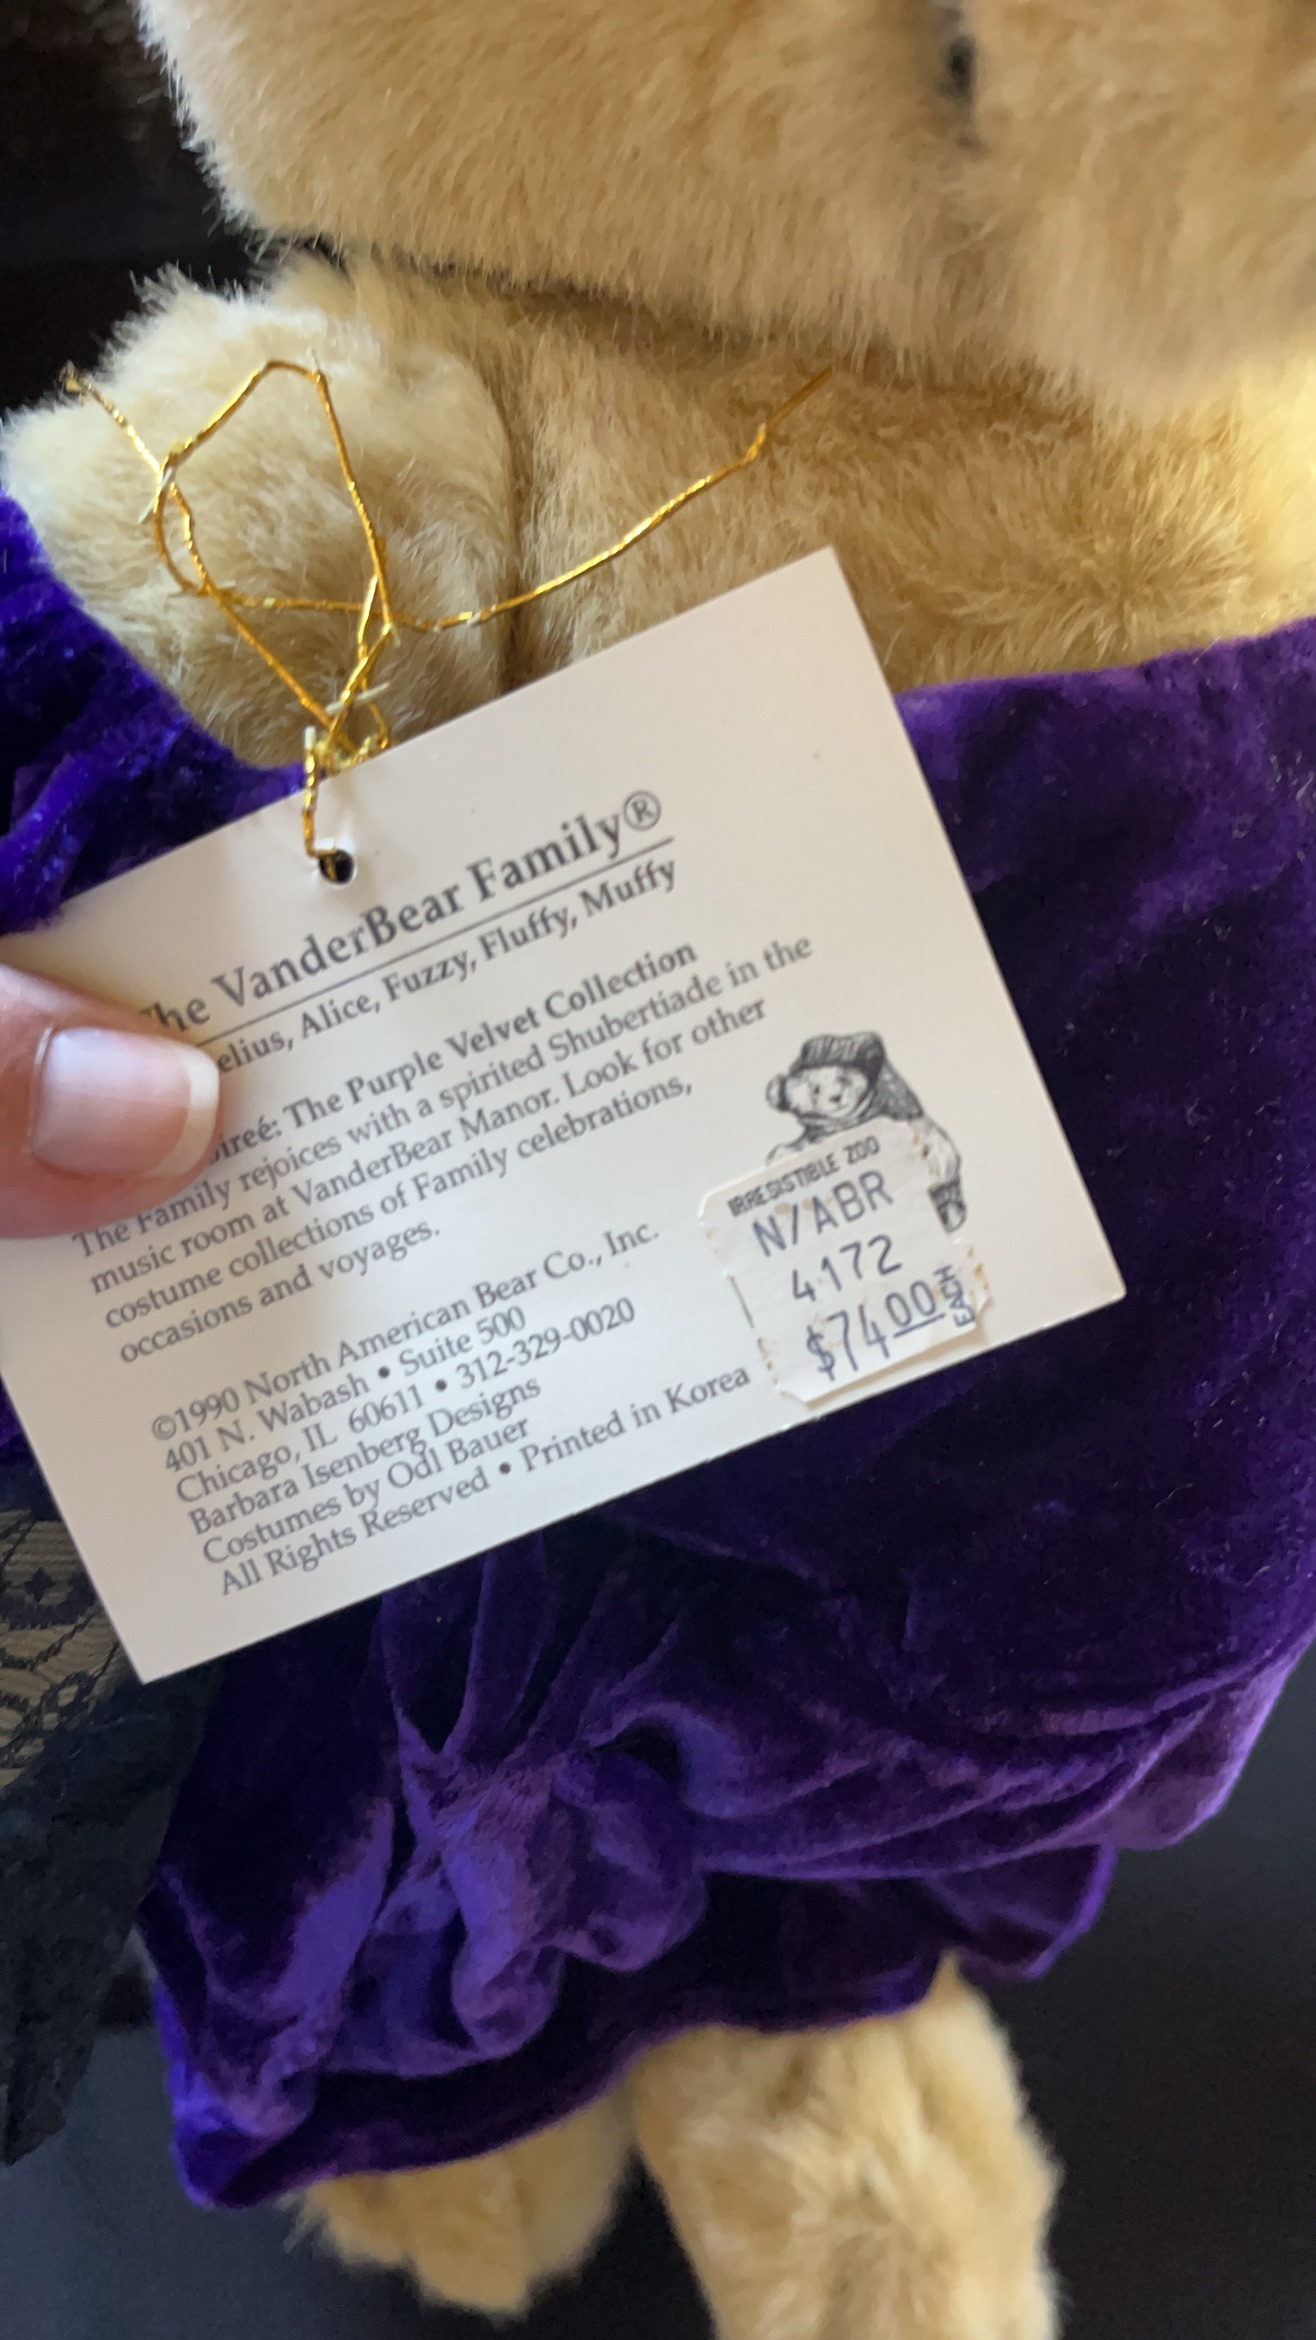 he VanderBear Family®
elius, Alice, Fuzzy, Fluffy, Muffy
oireé: The Purple Velvet Collection
The Family rejoices with a spirited Shubertiade in the
music room at VanderBear Manor. Look for other
costume collections of Family celebrations,
occasions and voyages.
©1990 North American Bear Co., Inc.
401 N. Wabash • Suite 500
Chicago, IL 60611 • 312-329-0020
Barbara Isenberg Designs
Costumes by Odl Bauer
All Rights Reserved • Printed in Korea
IRRESISTIBLE ZOO
N/ABR
4172
$74.00